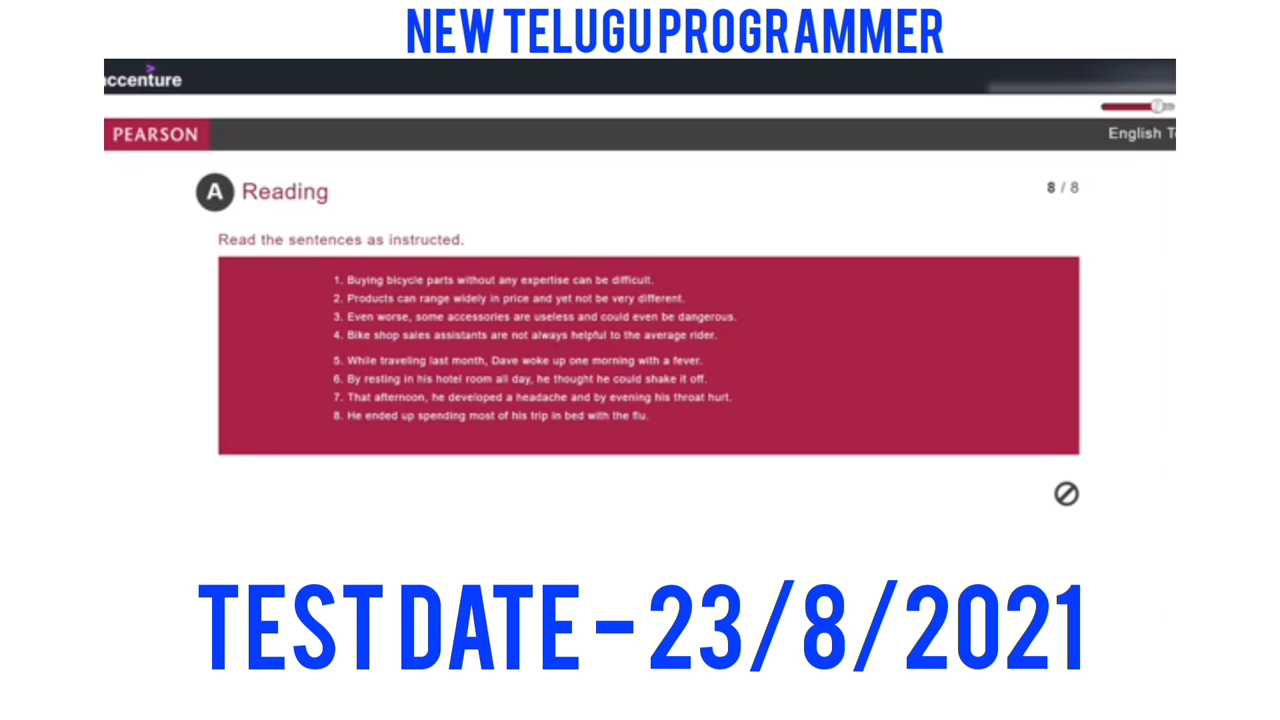 NEW TELUGU PROGRAMMER
accenture
PEARSON
English T
A Reading
8 / 8
Read the sentences as instructed.
1. Buying bicycle parts without any expertise can be difficult.
2. Products can range widely in price and yet not be very different.
3. Even worse, some accessories are useless and could even be dangerous.
4. Bike shop sales assistants are not always helpful to the average rider.
5. While traveling last month, Dave woke up one morning with a fever.
6. By resting in his hotel room all day, he thought he could shake it off.
7. That afternoon, he developed a headache and by evening his throat hurt.
8. He ended up spending most of his trip in bed with the flu.
TEST DATE - 23/8/2021